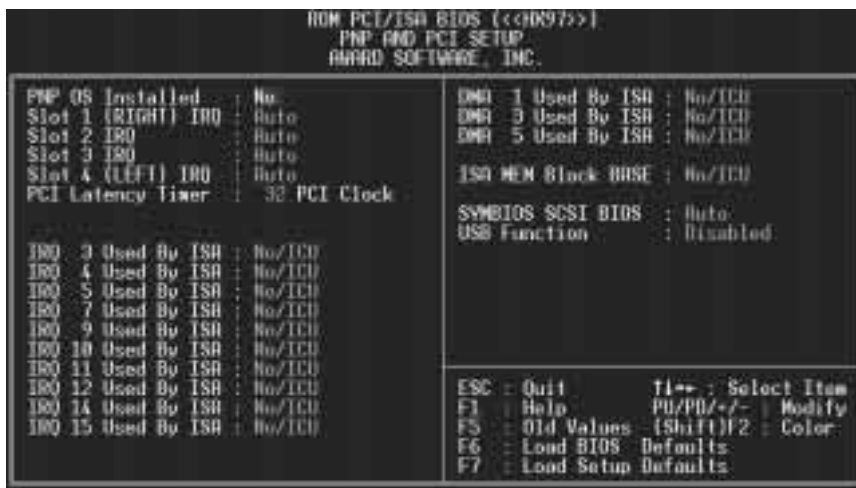 ROM PCI/ISA BIOS (<<HX97>>)
PNP AND PCI SETUP
AWARD SOFTWARE, INC.
PNP OS Installed : No
Slot 1 (RIGHT) IRQ : Auto
Slot 2 IRQ : Auto
Slot 3 IRQ : Auto
Slot 4 (LEFT) IRQ : Auto
PCI Latency Timer : 32 PCI Clock
IRQ 3 Used By ISA : No/ICU
IRQ 4 Used By ISA : No/ICU
IRQ 5 Used By ISA : No/ICU
IRQ 7 Used By ISA : No/ICU
IRQ 9 Used By ISA : No/ICU
IRQ 10 Used By ISA : No/ICU
IRQ 11 Used By ISA : No/ICU
IRQ 12 Used By ISA : No/ICU
IRQ 14 Used By ISA : No/ICU
IRQ 15 Used By ISA : No/ICU
DMA 1 Used By ISA : No/ICU
DMA 3 Used By ISA : No/ICU
DMA 5 Used By ISA : No/ICU
ISA MEM Block BASE : No/ICU
SYMBIOS SCSI BIOS : Auto
USB Function : Disabled
ESC : Quit ↑↓→← : Select Item
F1 : Help PU/PD/+/- : Modify
F5 : Old Values (Shift)F2 : Color
F6 : Load BIOS Defaults
F7 : Load Setup Defaults